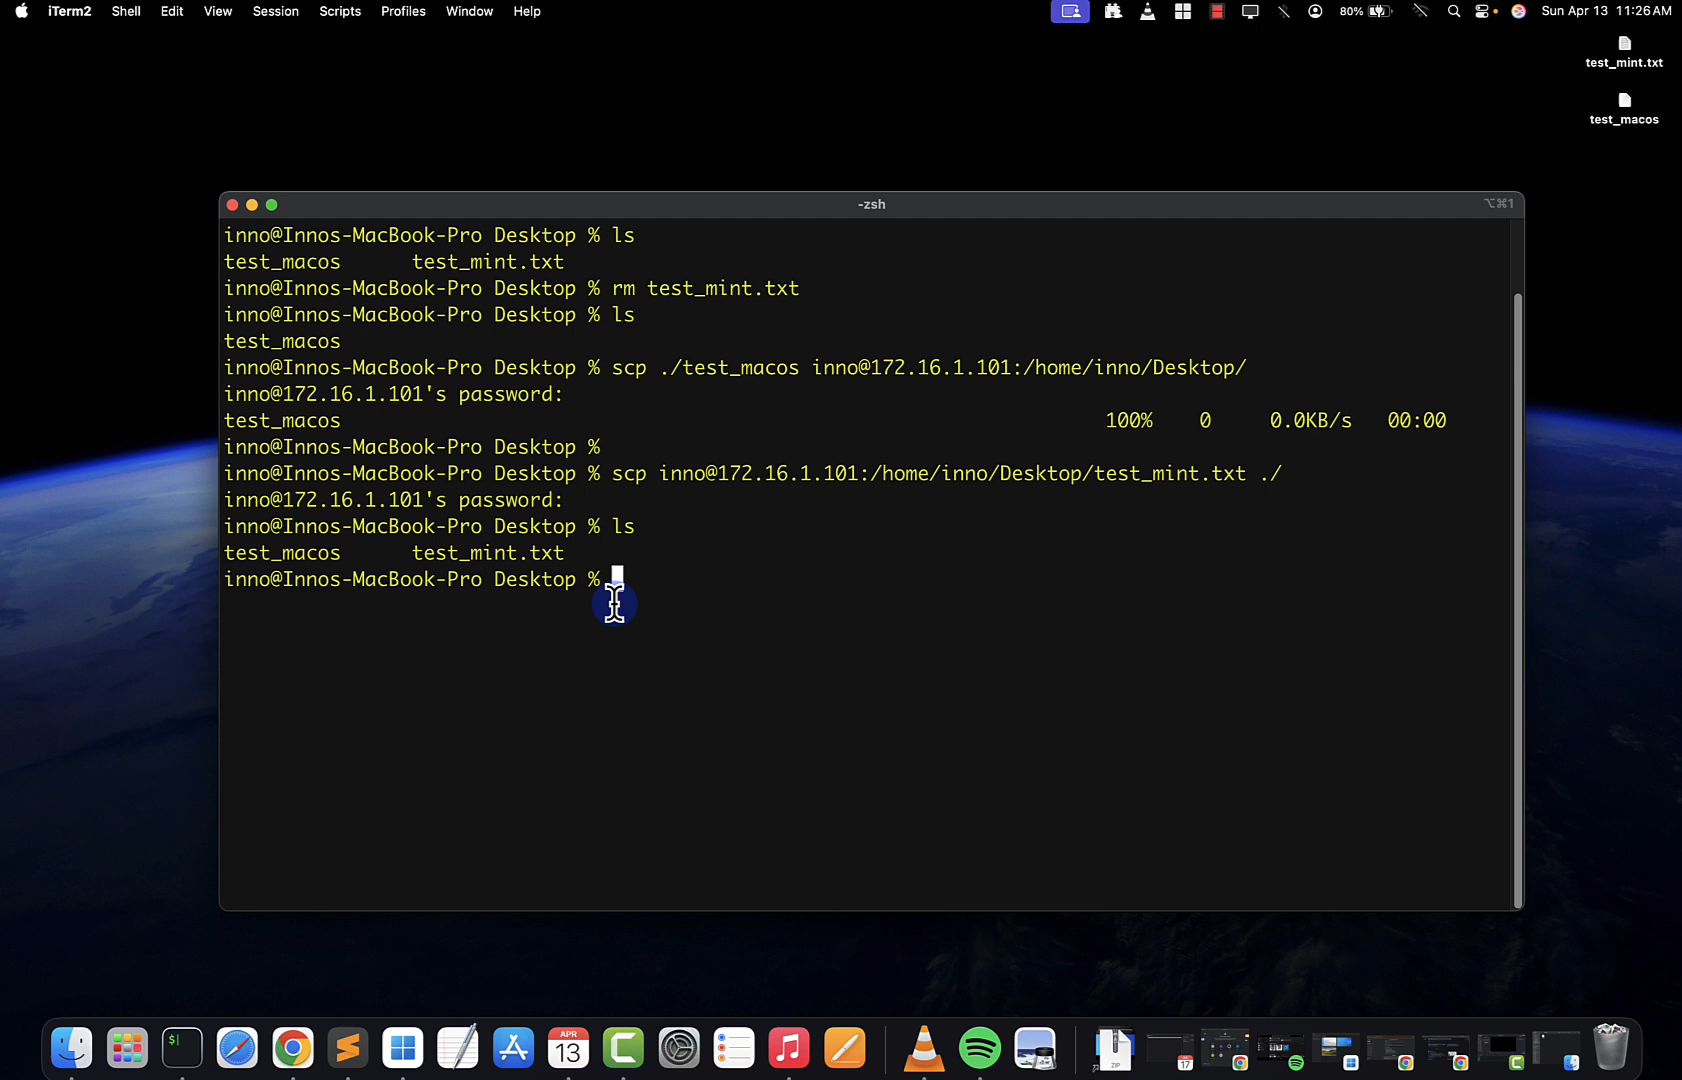 iTerm2 Shell Edit View Session Scripts Profiles Window Help 80% Sun Apr 13 11:26 AM
test_mint.txt
test_macos
-zsh ⌥⌘1
inno@Innos-MacBook-Pro Desktop % ls
test_macos test_mint.txt
inno@Innos-MacBook-Pro Desktop % rm test_mint.txt
inno@Innos-MacBook-Pro Desktop % ls
test_macos
inno@Innos-MacBook-Pro Desktop % scp ./test_macos inno@172.16.1.101:/home/inno/Desktop/
inno@172.16.1.101's password:
test_macos 100% 0 0.0KB/s 00:00
inno@Innos-MacBook-Pro Desktop %
inno@Innos-MacBook-Pro Desktop % scp inno@172.16.1.101:/home/inno/Desktop/test_mint.txt ./
inno@172.16.1.101's password:
inno@Innos-MacBook-Pro Desktop % ls
test_macos test_mint.txt
inno@Innos-MacBook-Pro Desktop %
$
APR
13
ZIP
17